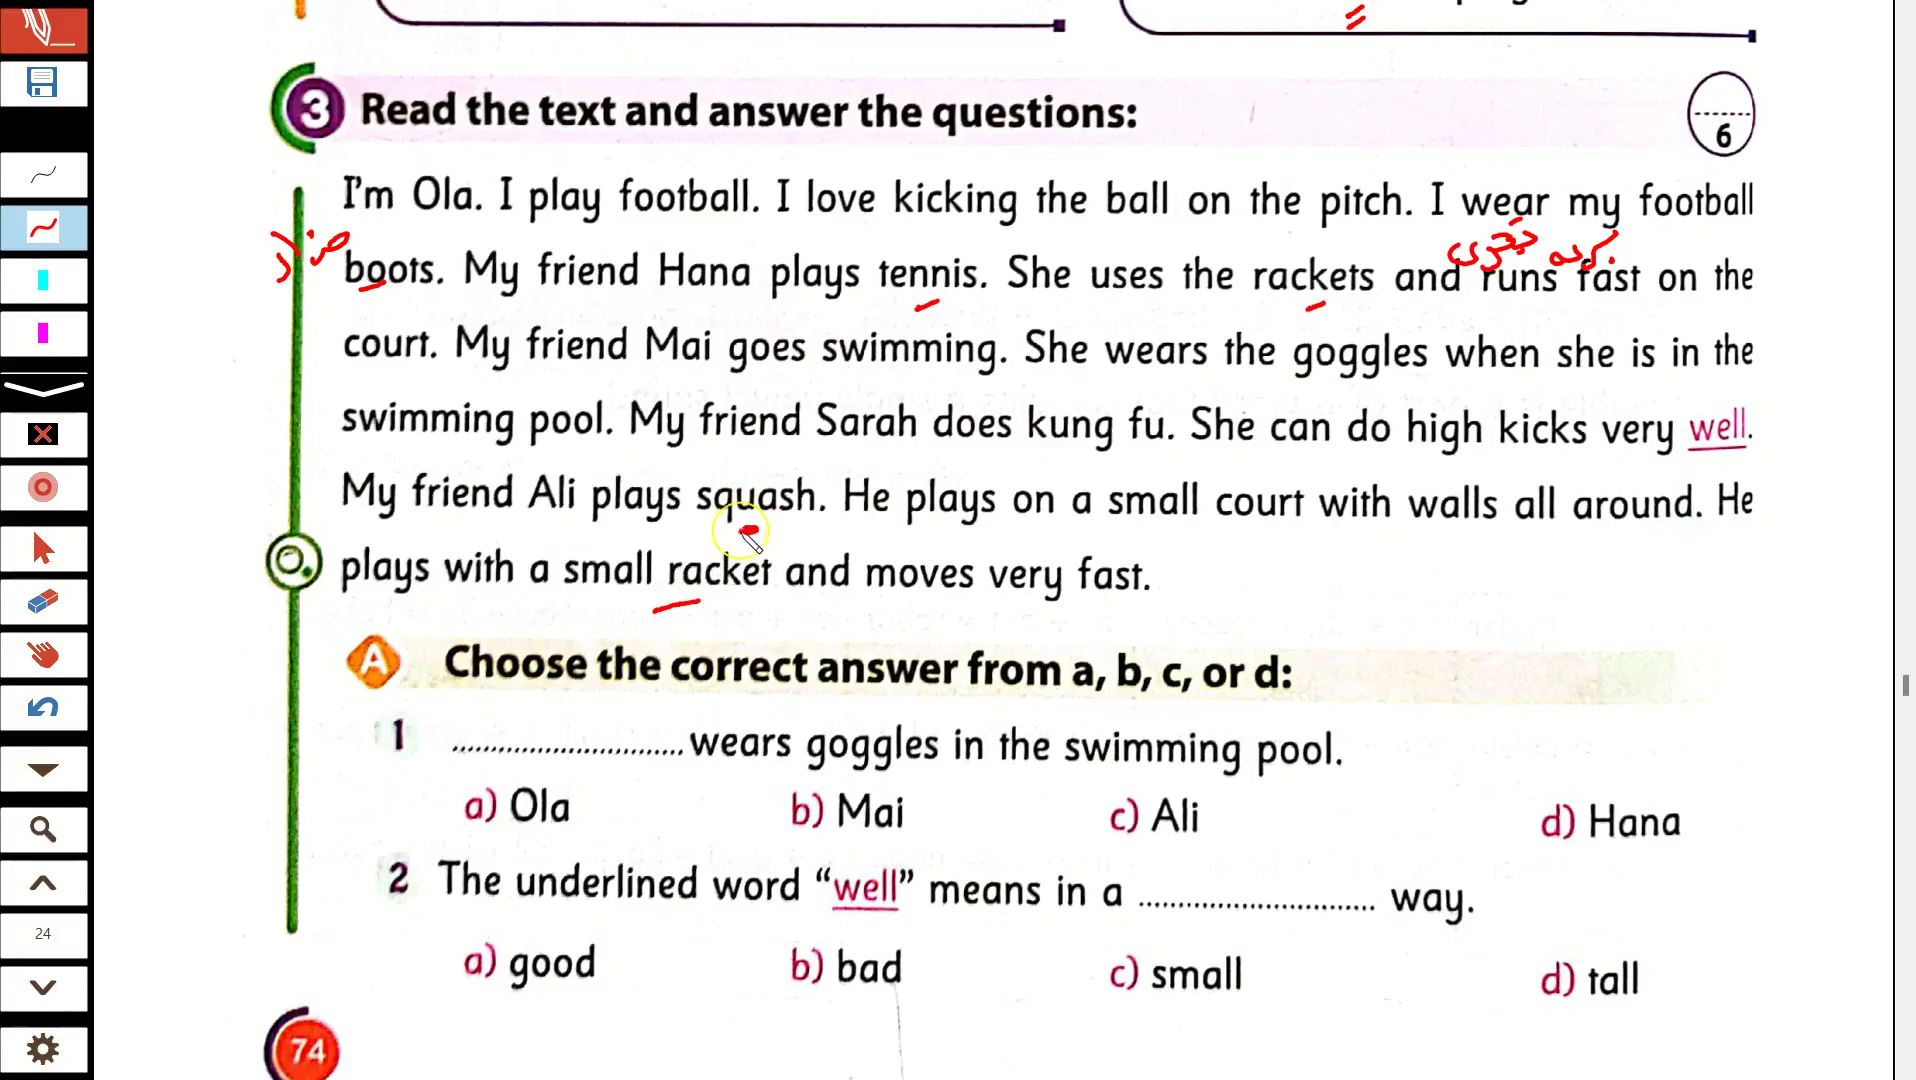 3 Read the text and answer the questions:
6
I'm Ola. I play football. I love kicking the ball on the pitch. I wear my football
boots. My friend Hana plays tennis. She uses the rackets and runs fast on the
court. My friend Mai goes swimming. She wears the goggles when she is in the
swimming pool. My friend Sarah does kung fu. She can do high kicks very well.
My friend Ali plays squash. He plays on a small court with walls all around. He
plays with a small racket and moves very fast.
A Choose the correct answer from a, b, c, or d:
1 ............................ wears goggles in the swimming pool.
a) Ola b) Mai c) Ali d) Hana
2 The underlined word “well” means in a ............................ way.
a) good b) bad c) small d) tall
74
24